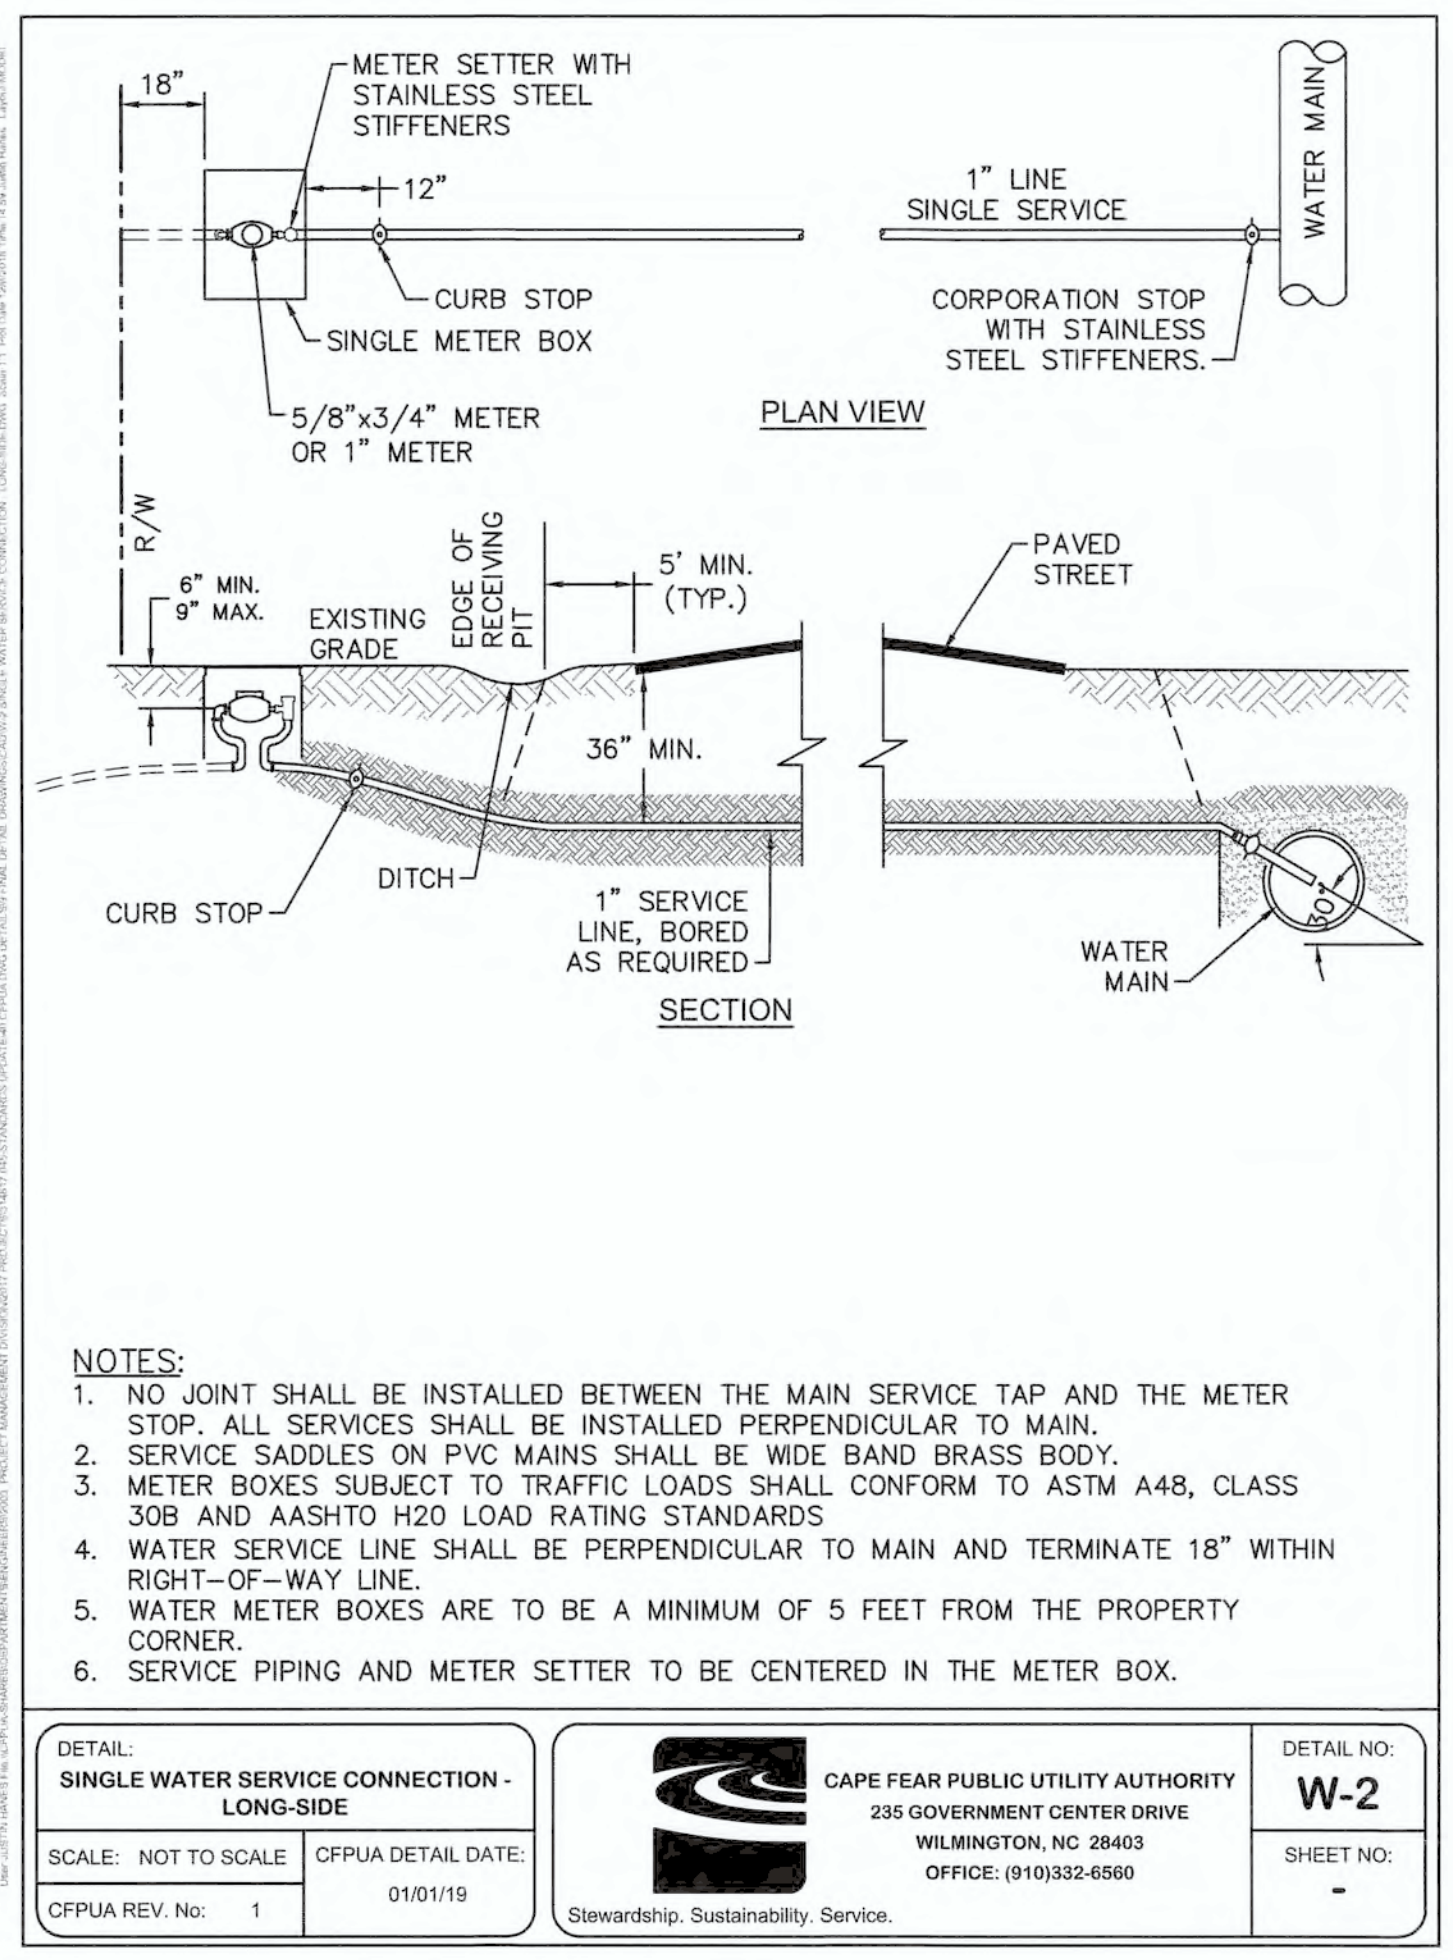 18"
METER SETTER WITH
STAINLESS STEEL
STIFFENERS
12"
1" LINE
SINGLE SERVICE
WATER MAIN
CURB STOP
SINGLE METER BOX
CORPORATION STOP
WITH STAINLESS
STEEL STIFFENERS.
5/8"x3/4" METER
OR 1" METER
PLAN VIEW
R/W
6" MIN.
9" MAX.
EXISTING
GRADE
EDGE OF
RECEIVING
PIT
5' MIN.
(TYP.)
PAVED
STREET
36" MIN.
DITCH
CURB STOP
1" SERVICE
LINE, BORED
AS REQUIRED
30°
WATER
MAIN
SECTION
NOTES:
1. NO JOINT SHALL BE INSTALLED BETWEEN THE MAIN SERVICE TAP AND THE METER
STOP. ALL SERVICES SHALL BE INSTALLED PERPENDICULAR TO MAIN.
2. SERVICE SADDLES ON PVC MAINS SHALL BE WIDE BAND BRASS BODY.
3. METER BOXES SUBJECT TO TRAFFIC LOADS SHALL CONFORM TO ASTM A48, CLASS
30B AND AASHTO H20 LOAD RATING STANDARDS
4. WATER SERVICE LINE SHALL BE PERPENDICULAR TO MAIN AND TERMINATE 18" WITHIN
RIGHT-OF-WAY LINE.
5. WATER METER BOXES ARE TO BE A MINIMUM OF 5 FEET FROM THE PROPERTY
CORNER.
6. SERVICE PIPING AND METER SETTER TO BE CENTERED IN THE METER BOX.
DETAIL:
SINGLE WATER SERVICE CONNECTION -
LONG-SIDE
SCALE: NOT TO SCALE
CFPUA REV. No: 1
CFPUA DETAIL DATE:
01/01/19
Stewardship. Sustainability. Service.
CAPE FEAR PUBLIC UTILITY AUTHORITY
235 GOVERNMENT CENTER DRIVE
WILMINGTON, NC 28403
OFFICE: (910)332-6560
DETAIL NO:
W-2
SHEET NO:
-